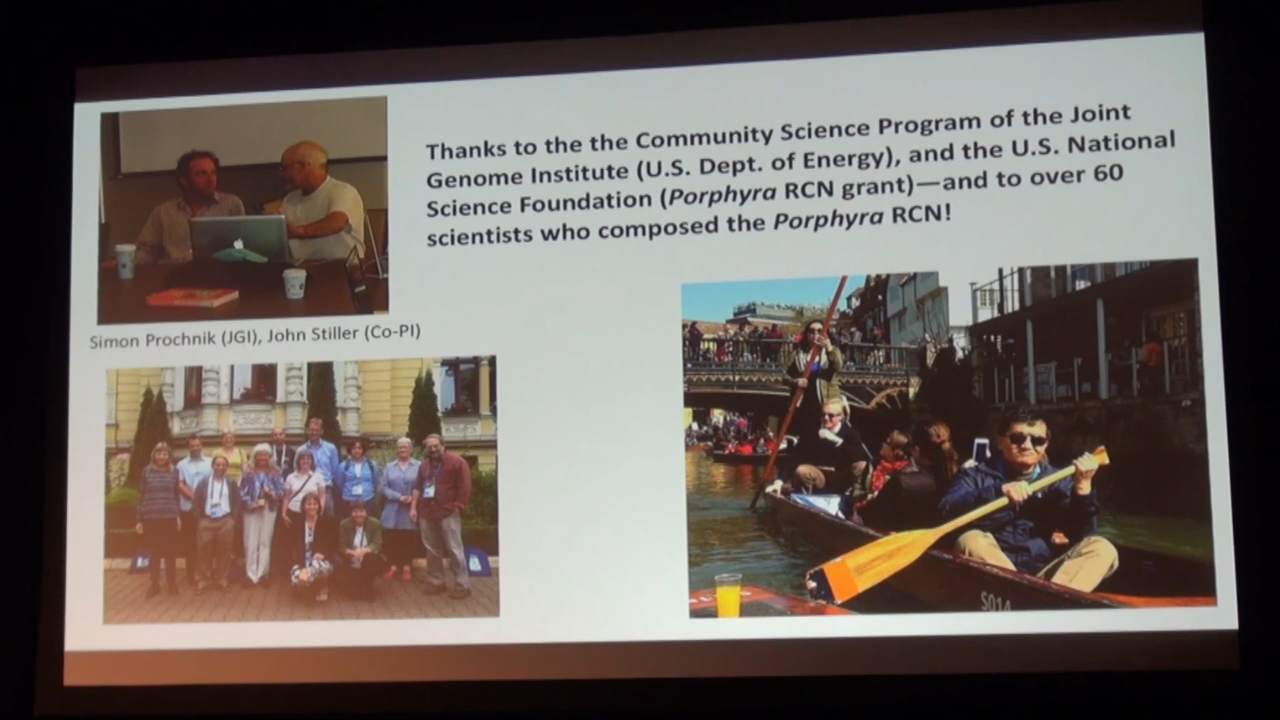 Thanks to the the Community Science Program of the Joint
Genome Institute (U.S. Dept. of Energy), and the U.S. National
Science Foundation (Porphyra RCN grant)—and to over 60
scientists who composed the Porphyra RCN!
Simon Prochnik (JGI), John Stiller (Co-PI)
S014